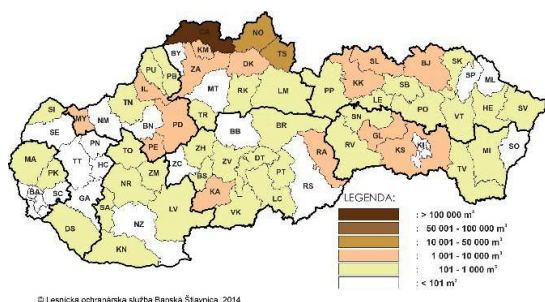 CA NO
BY KM TS
PU ZA DK SL BJ SK
PB KK SP ML
IL MT RK LM PP SB
SI TN LE PO VT HE SV
MY NM BN PD TR SN
SE PE BB BR RV GL KI SO
PN ZH KS
MA TT HC TO ZC ZV DT RA TV MI
PK BS PT
BA SC GA NR ZM KA RS
SA LV VK LC
DS NZ
KN
LEGENDA:
: > 100 000 m³
: 50 001 - 100 000 m³
: 10 001 - 50 000 m³
: 1 001 - 10 000 m³
: 101 - 1 000 m³
: < 101 m³
© Lesnícka ochranárska služba Banská Štiavnica, 2014